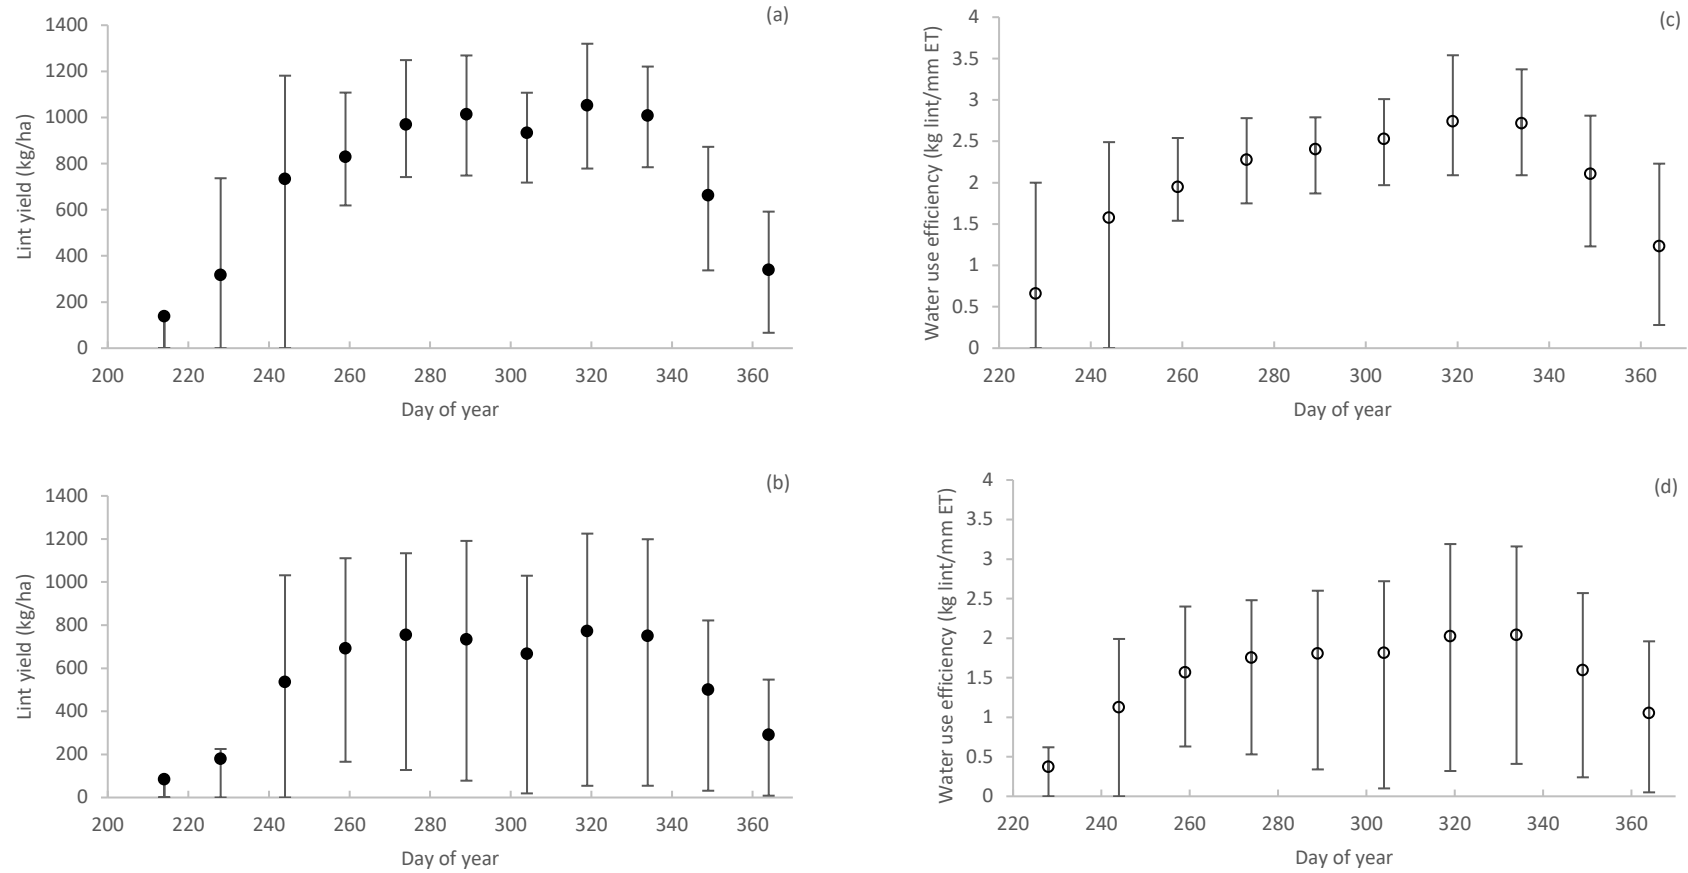 (a)
Lint yield (kg/ha)
1400
1200
1000
800
600
400
200
0
200 220 240 260 280 300 320 340 360
Day of year
(c)
Water use efficiency (kg lint/mm ET)
4
3.5
3
2.5
2
1.5
1
0.5
0
220 240 260 280 300 320 340 360
Day of year
(b)
Lint yield (kg/ha)
1400
1200
1000
800
600
400
200
0
200 220 240 260 280 300 320 340 360
Day of year
(d)
Water use efficiency (kg lint/mm ET)
4
3.5
3
2.5
2
1.5
1
0.5
0
220 240 260 280 300 320 340 360
Day of year